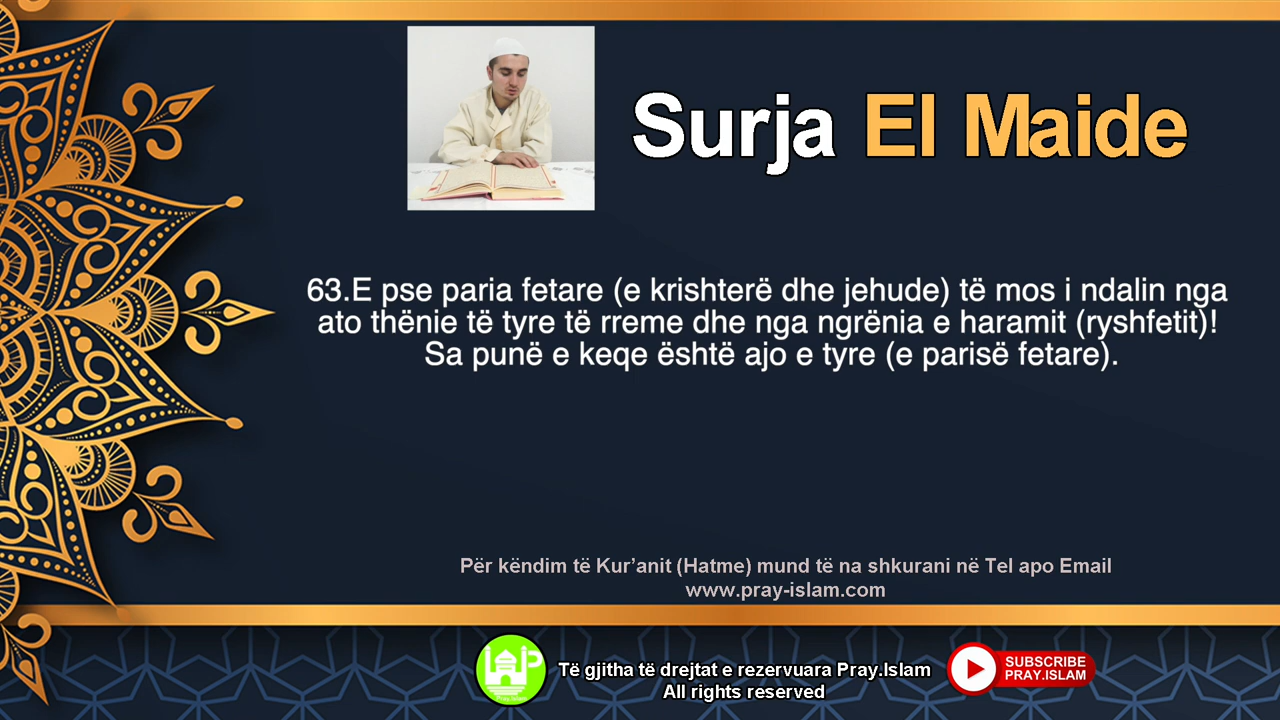 Surja El Maide
63.E pse paria fetare (e krishterë dhe jehude) të mos i ndalin nga
ato thënie të tyre të rreme dhe nga ngrënia e haramit (ryshfetit)!
Sa punë e keqe është ajo e tyre (e parisë fetare).
Për këndim të Kur’anit (Hatme) mund të na shkurani në Tel apo Email
www.pray-islam.com
Pray.Islam
Të gjitha të drejtat e rezervuara Pray.Islam
All rights reserved
SUBSCRIBE
PRAY.ISLAM